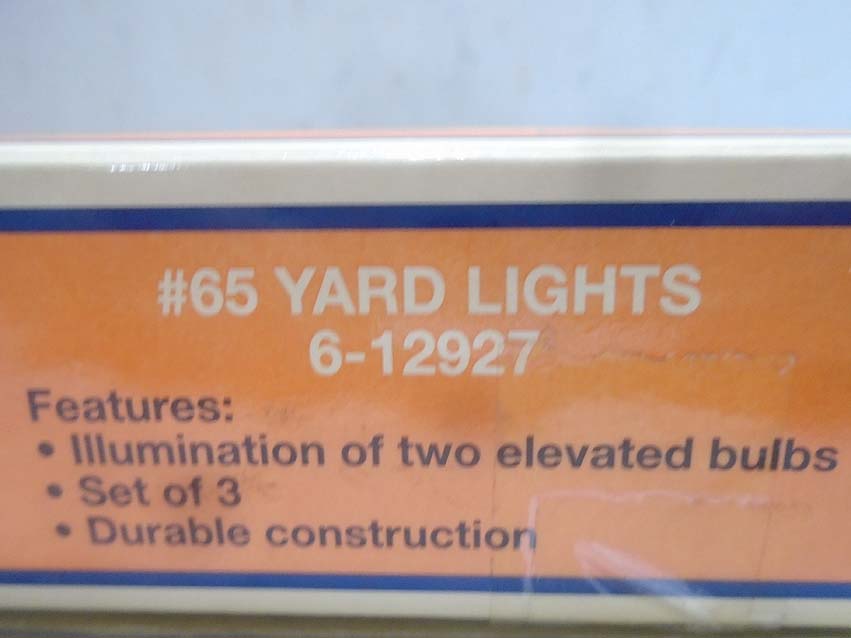 #65 YARD LIGHTS
6-12927
Features:
• Illumination of two elevated bulbs
• Set of 3
• Durable construction